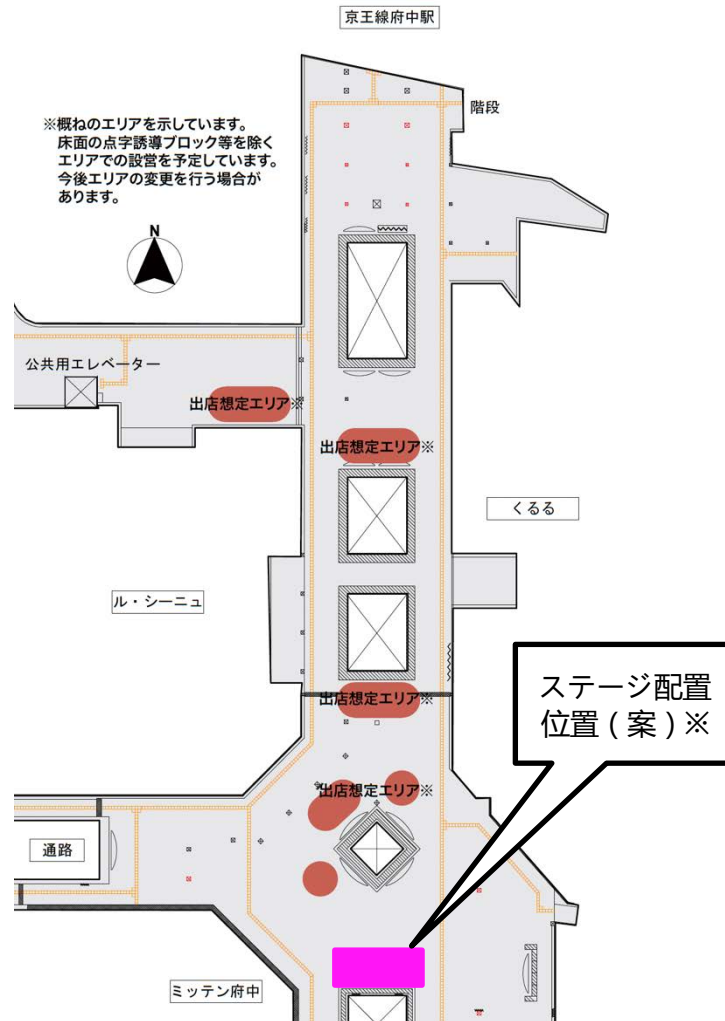 京王線府中駅
階段
※概ねのエリアを示しています。
床面の点字誘導ブロック等を除く
エリアでの設営を予定しています。
今後エリアの変更を行う場合が
あります。
N
公共用エレベーター
出店想定エリア※
出店想定エリア※
くるる
ル・シーニュ
ステージ配置
位置(案)※
出店想定エリア※
出店想定エリア※
通路
ミッテン府中